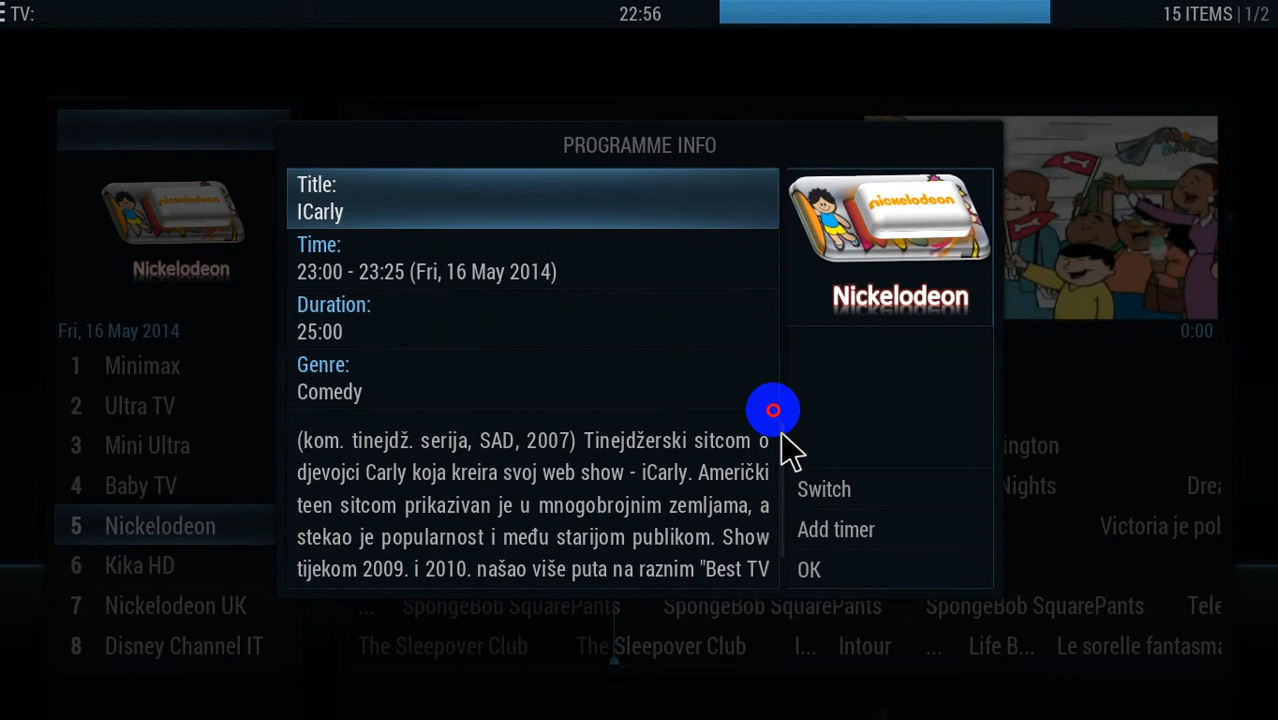 TV:
22:56
15 ITEMS | 1/2
PROGRAMME INFO
Title:
ICarly
Time:
23:00 - 23:25 (Fri, 16 May 2014)
Duration:
25:00
Genre:
Comedy
(kom. tinejdž. serija, SAD, 2007) Tinejdžerski sitcom o
djevojci Carly koja kreira svoj web show - iCarly. Američki
teen sitcom prikazivan je u mnogobrojnim zemljama, a
stekao je popularnost i među starijom publikom. Show
tijekom 2009. i 2010. našao više puta na raznim "Best TV
nickelodeon
Nickelodeon
Switch
Add timer
OK
Nickelodeon
Fri, 16 May 2014
0:00
1 Minimax
2 Ultra TV
3 Mini Ultra
ington
4 Baby TV
Nights
Drea
5 Nickelodeon
Victoria je pob
6 Kika HD
7 Nickelodeon UK
... SpongeBob SquarePants
SpongeBob SquarePants
SpongeBob SquarePants
Tele
8 Disney Channel IT
The Sleepover Club
The Sleepover Club
I...
Intour
...
Life B...
Le sorelle fantasma